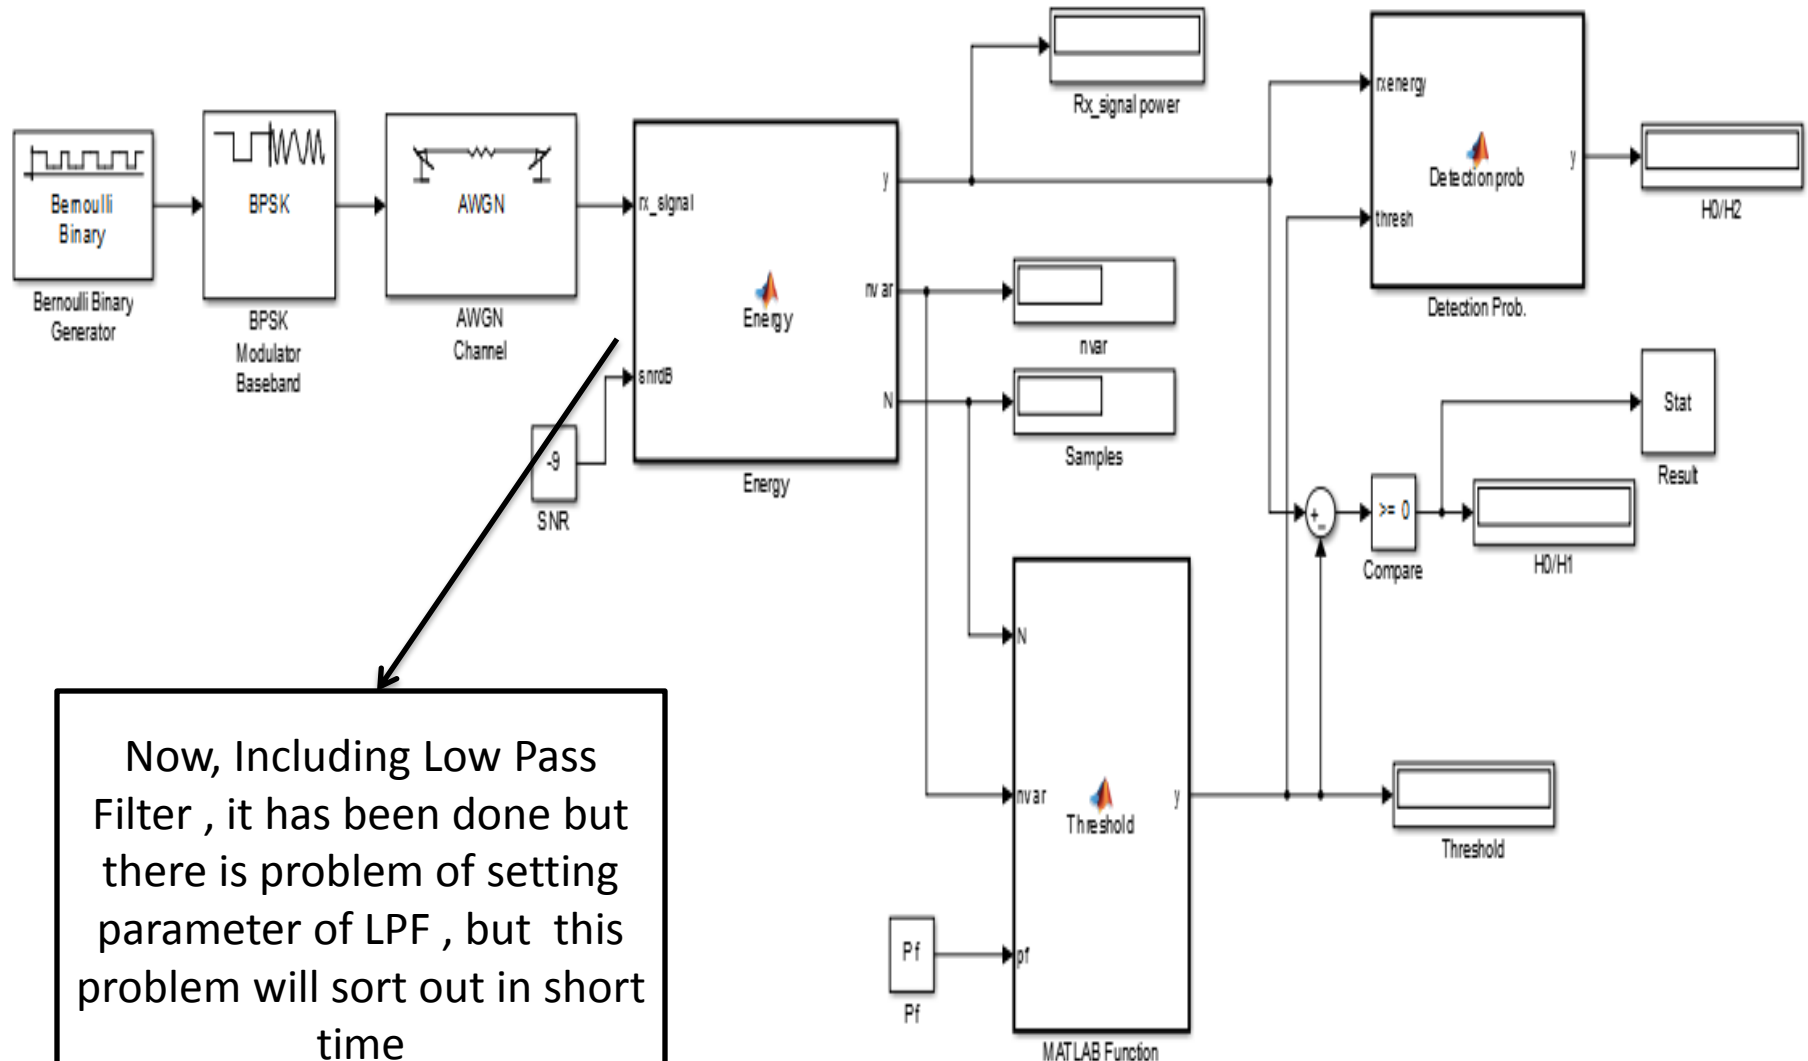 Bernoulli
Binary
Bernoulli Binary
Generator
BPSK
BPSK
Modulator
Baseband
AWGN
AWGN
Channel
rx_signal
snrdB
Energy
y
nvar
N
Energy
-9
SNR
Rx_signal power
nvar
Samples
rxenergy
thresh
Detectionprob
y
Detection Prob.
H0/H2
Stat
Result
+
-
>= 0
Compare
H0/H1
N
nvar
pf
Threshold
y
MATLAB Function
Pf
Pf
Threshold
Now, Including Low Pass
Filter , it has been done but
there is problem of setting
parameter of LPF , but this
problem will sort out in short
time